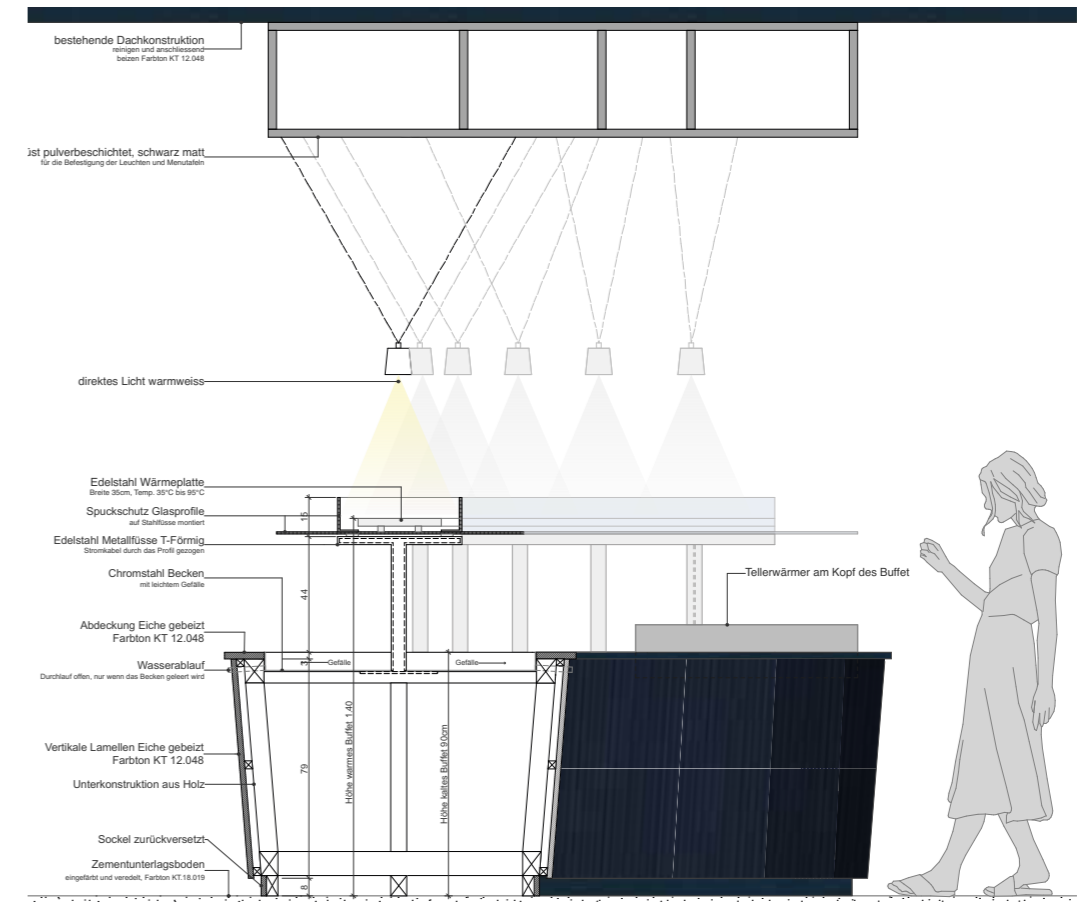 bestehende Dachkonstruktion
reinigen und anschliessend
beizen Farbton KT 12.048
pulverbeschichtet, schwarz matt
für die Befestigung der Leuchten und Menutafeln
direktes Licht warmweiss
Edelstahl Wärmeplatte
Breite 35cm, Temp. 35°C bis 95°C
Spuckschutz Glasprofile
auf Stahlfüsse montiert
15
Edelstahl Metallfüsse T-Förmig
Stromkabel durch das Profil gezogen
Chromstahl Becken
mit leichtem Gefälle
Tellerwärmer am Kopf des Buffet
44
Abdeckung Eiche gebeizt
Farbton KT 12.048
Wasserablauf
Durchlauf offen, nur wenn das Becken geleert wird
3
Gefälle
Gefälle
Vertikale Lamellen Eiche gebeizt
Farbton KT 12.048
Unterkonstruktion aus Holz
79
Höhe warmes Buffet 1.40
Höhe kaltes Buffet 90cm
Sockel zurückversetzt
Zementunterlagsboden
eingefärbt und veredelt, Farbton KT.18.019
8